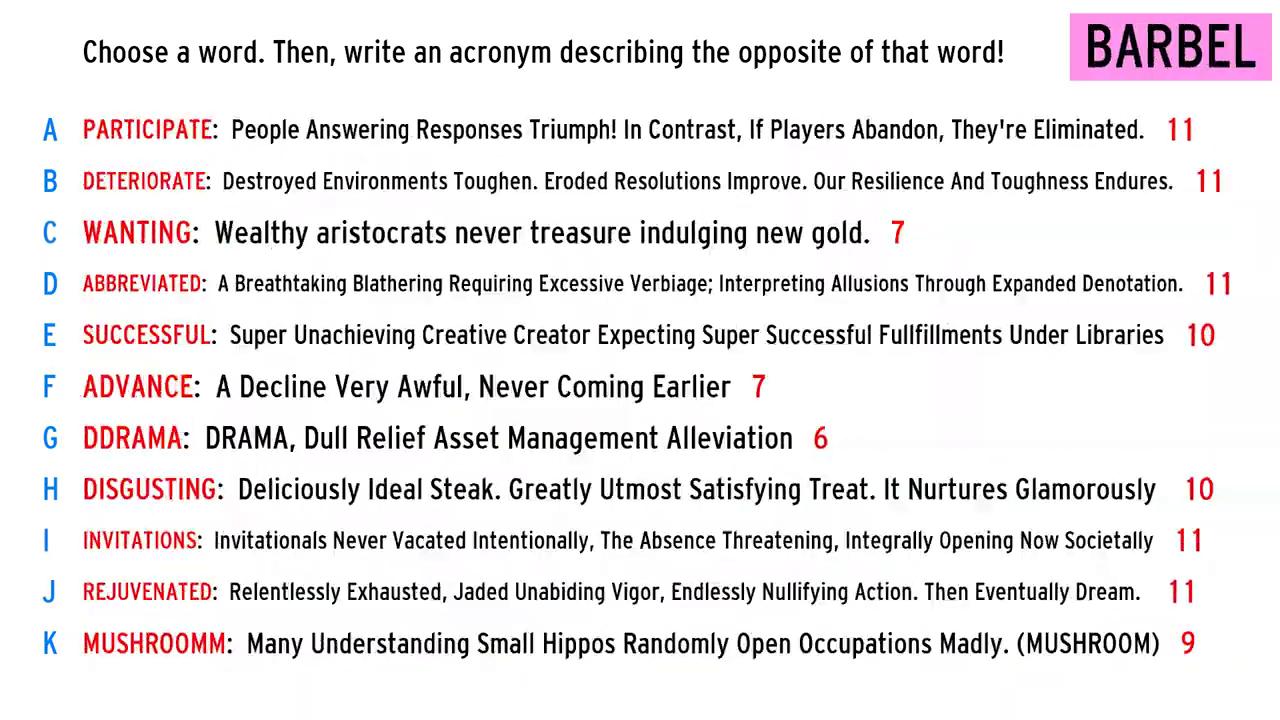 Choose a word. Then, write an acronym describing the opposite of that word!
BARBEL
A PARTICIPATE: People Answering Responses Triumph! In Contrast, If Players Abandon, They're Eliminated. 11
B DETERIORATE: Destroyed Environments Toughen. Eroded Resolutions Improve. Our Resilience And Toughness Endures. 11
C WANTING: Wealthy aristocrats never treasure indulging new gold. 7
D ABBREVIATED: A Breathtaking Blathering Requiring Excessive Verbiage; Interpreting Allusions Through Expanded Denotation. 11
E SUCCESSFUL: Super Unachieving Creative Creator Expecting Super Successful Fullfillments Under Libraries 10
F ADVANCE: A Decline Very Awful, Never Coming Earlier 7
G DDRAMA: DRAMA, Dull Relief Asset Management Alleviation 6
H DISGUSTING: Deliciously Ideal Steak. Greatly Utmost Satisfying Treat. It Nurtures Glamorously 10
I INVITATIONS: Invitationals Never Vacated Intentionally, The Absence Threatening, Integrally Opening Now Societally 11
J REJUVENATED: Relentlessly Exhausted, Jaded Unabiding Vigor, Endlessly Nullifying Action. Then Eventually Dream. 11
K MUSHROOMM: Many Understanding Small Hippos Randomly Open Occupations Madly. (MUSHROOM) 9